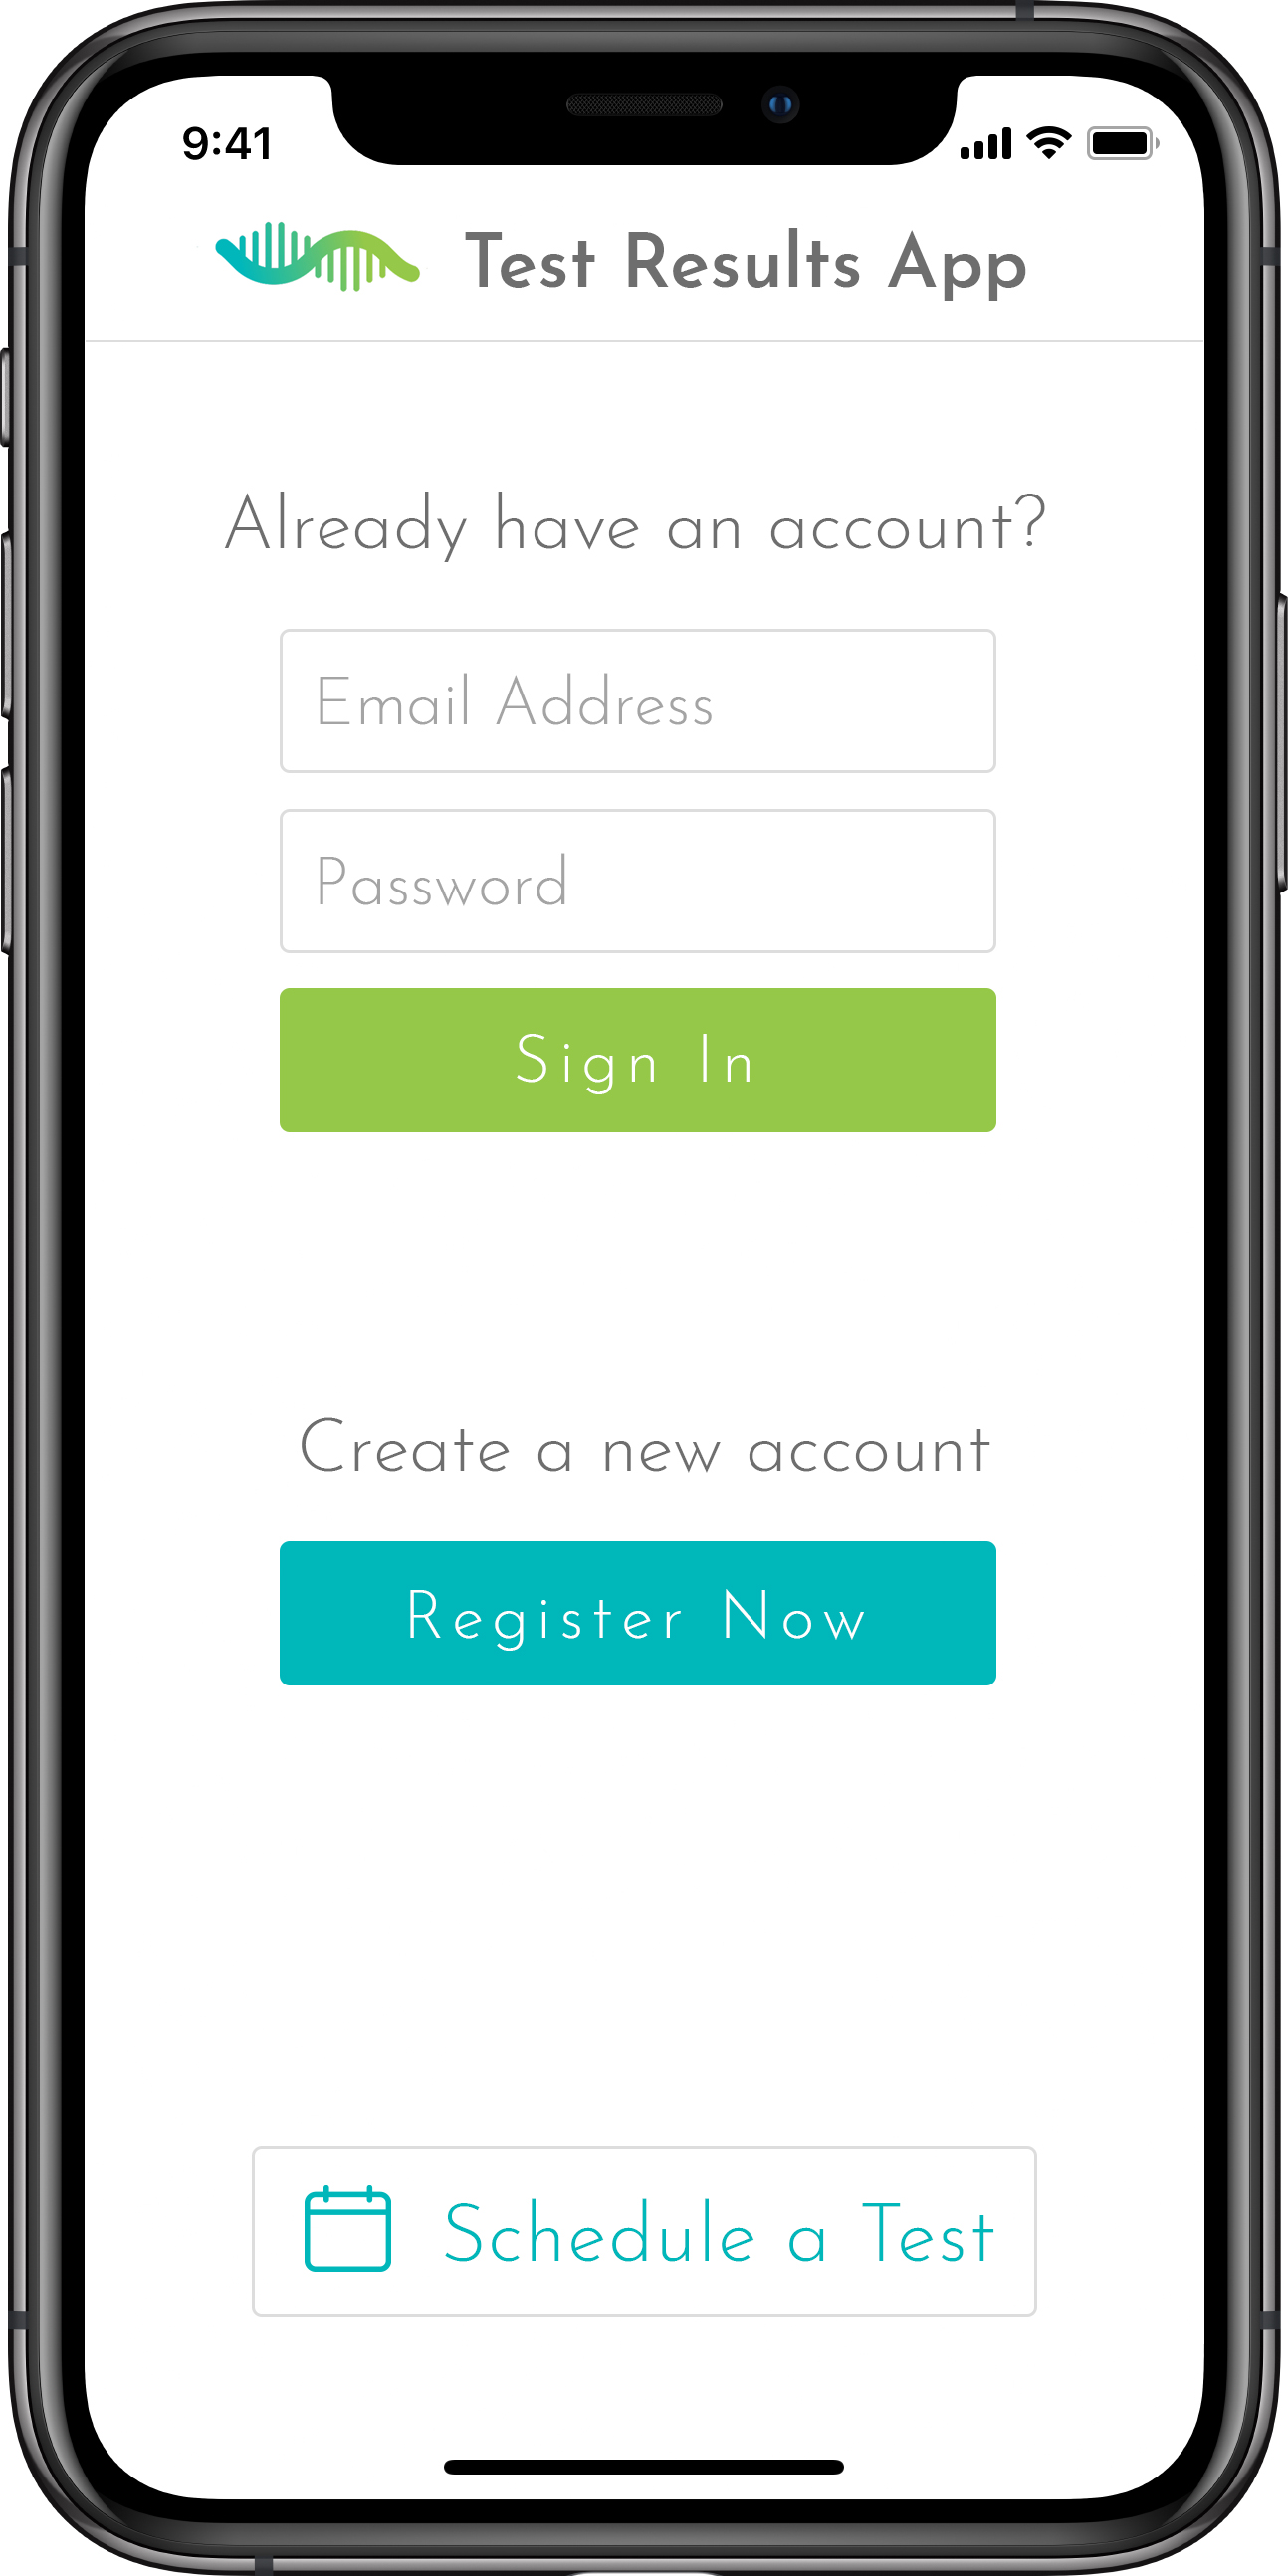 9:41
Test Results App
Already have an account?
Email Address
Password
Sign In
Create a new account
Register Now
Schedule a Test